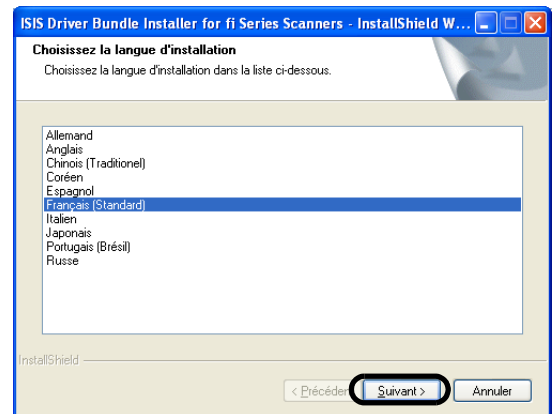 ISIS Driver Bundle Installer for fi Series Scanners - InstallShield W...
Choisissez la langue d'installation
Choisissez la langue d'installation dans la liste ci-dessous.
Allemand
Anglais
Chinois (Traditionel)
Coréen
Espagnol
Français (Standard)
Italien
Japonais
Portugais (Brésil)
Russe
InstallShield
< Précéden
Suivant >
Annuler